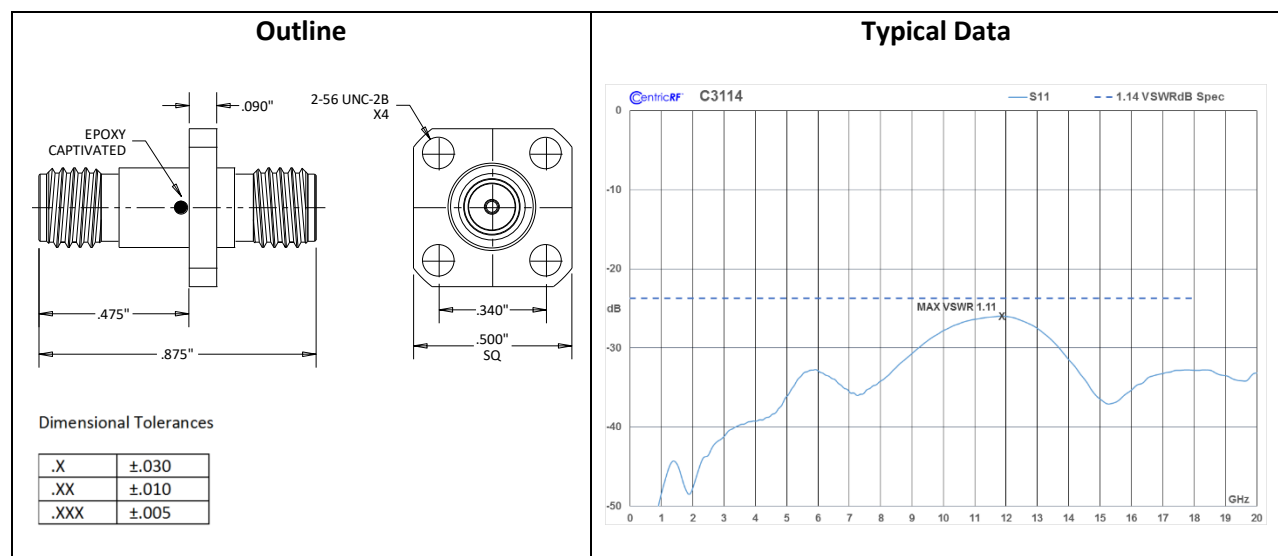 Outline
2-56 UNC-2B
X4
.090"
EPOXY
CAPTIVATED
.475"
.875"
.340"
.500"
SQ
Dimensional Tolerances
.X ±.030
.XX ±.010
.XXX ±.005
Typical Data
CentricRF C3114
S11
1.14 VSWRdB Spec
0
-10
-20
dB
MAX VSWR 1.11
X
-30
-40
-50
GHz
0 1 2 3 4 5 6 7 8 9 10 11 12 13 14 15 16 17 18 19 20